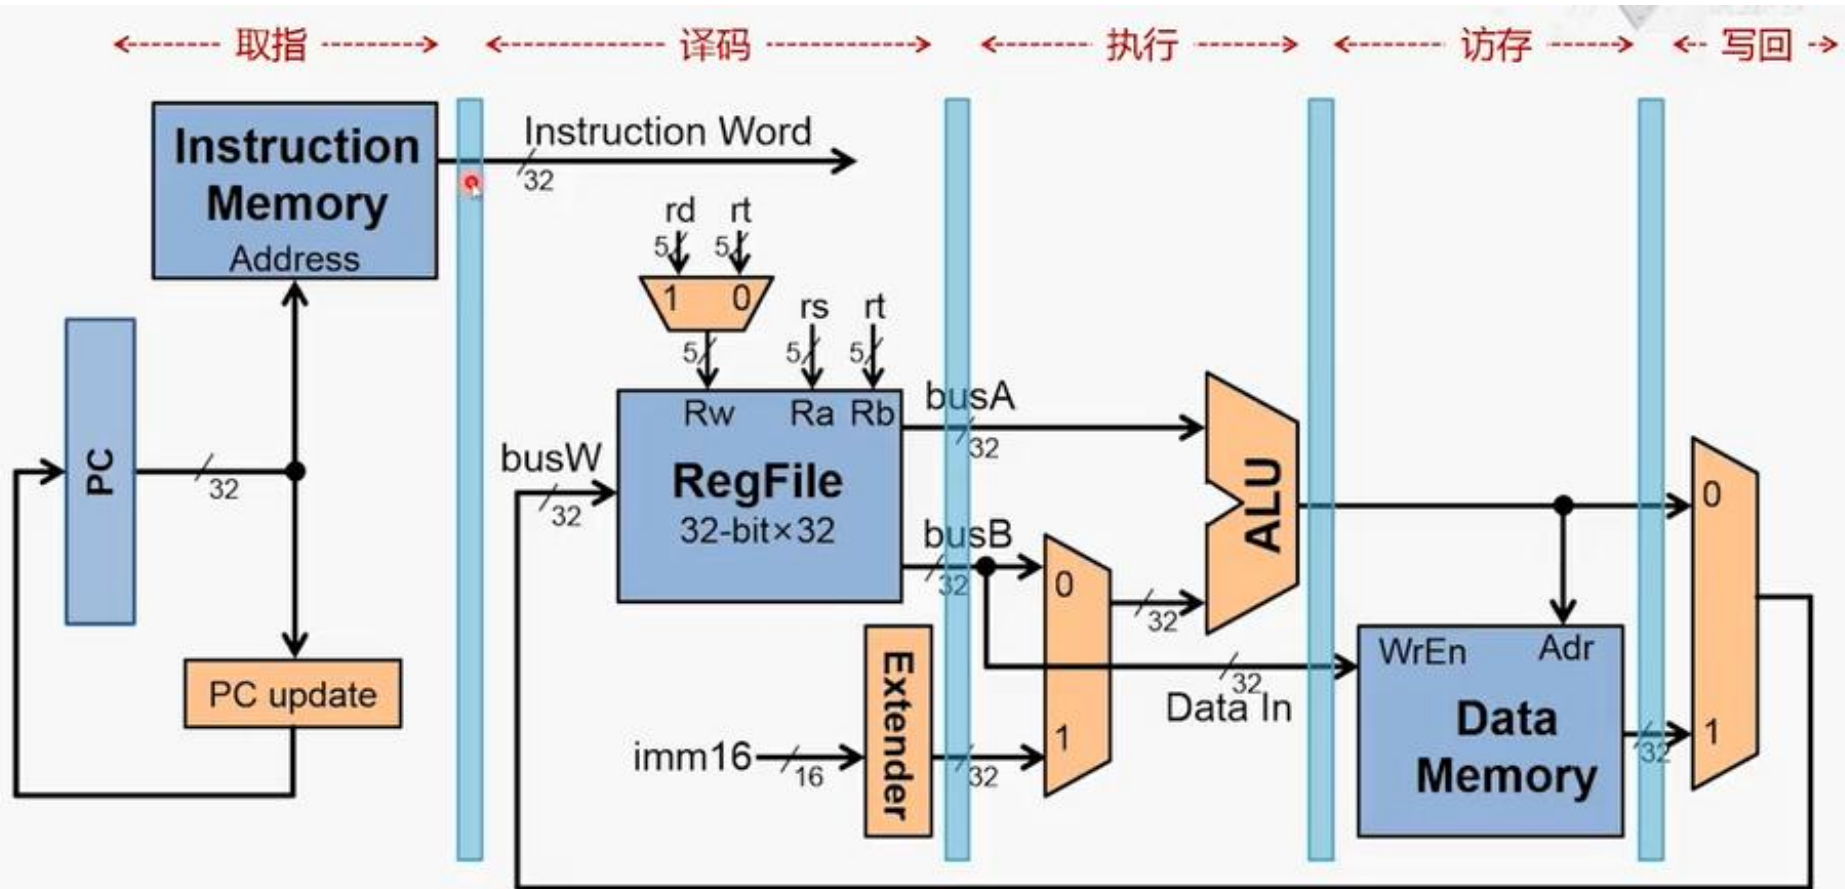 取指
译码
执行
访存
写回
Instruction
Memory
Address
PC
32
PC update
Instruction Word
32
rd rt
5 5
1 0
5
rs rt
5 5
Rw Ra Rb
RegFile
32-bit×32
busW
32
busA
32
busB
32
imm16
16
Extender
32
0
1
32
ALU
32
Data In
WrEn Adr
Data
Memory
32
0
1